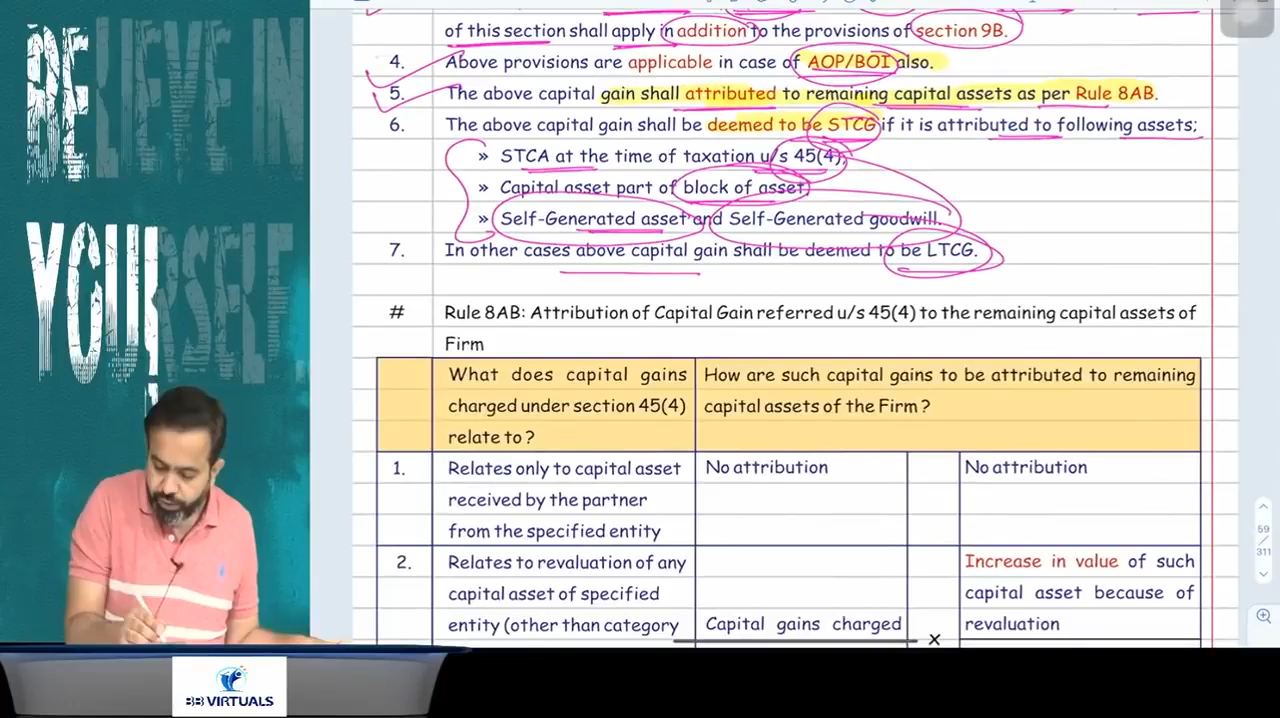 BELIEVE IN
YOURSELF
of this section shall apply in addition to the provisions of section 9B.
4. Above provisions are applicable in case of AOP/BOI also.
5. The above capital gain shall attributed to remaining capital assets as per Rule 8AB.
6. The above capital gain shall be deemed to be STCG if it is attributed to following assets;
» STCA at the time of taxation u/s 45(4),
» Capital asset part of block of asset,
» Self-Generated asset and Self-Generated goodwill.
7. In other cases above capital gain shall be deemed to be LTCG.
# Rule 8AB: Attribution of Capital Gain referred u/s 45(4) to the remaining capital assets of
Firm
What does capital gains
charged under section 45(4)
relate to ?
How are such capital gains to be attributed to remaining
capital assets of the Firm ?
1. Relates only to capital asset
received by the partner
from the specified entity
No attribution
No attribution
2. Relates to revaluation of any
capital asset of specified
entity (other than category
Capital gains charged
x
Increase in value of such
capital asset because of
revaluation
59
/
311
BB VIRTUALS